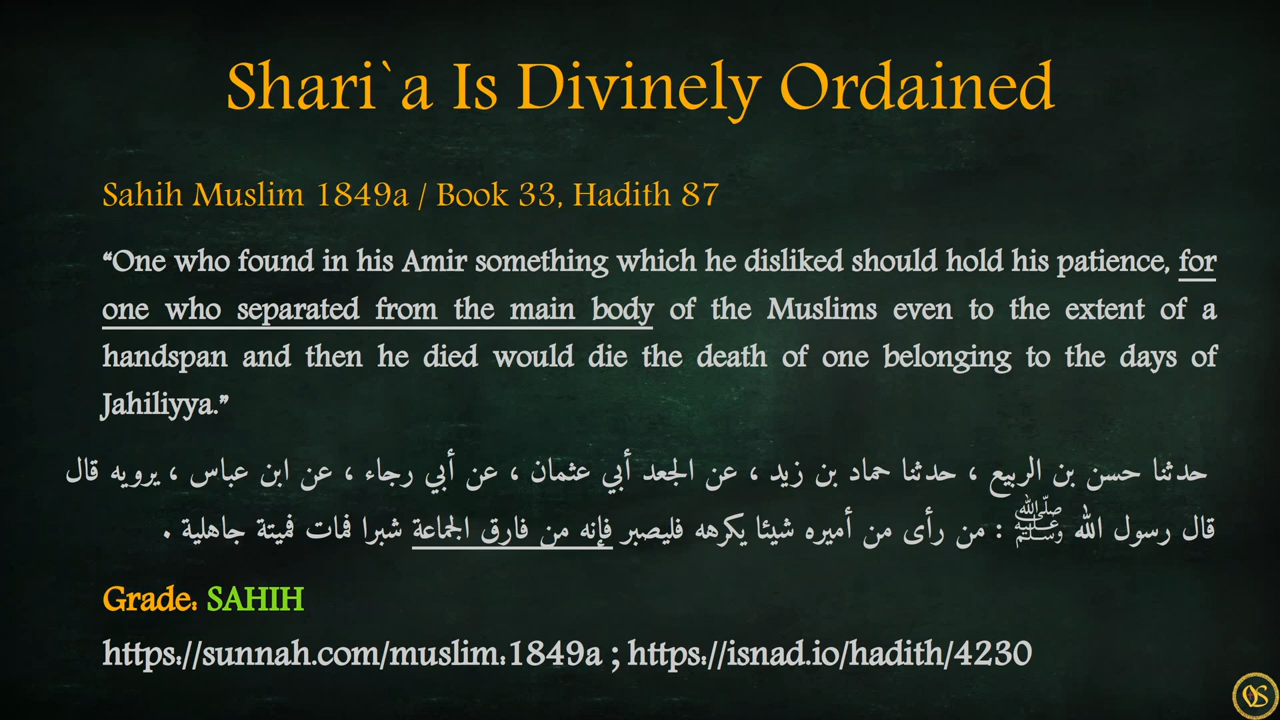 Shari`a Is Divinely Ordained
Sahih Muslim 1849a / Book 33, Hadith 87
“One who found in his Amir something which he disliked should hold his patience, for
one who separated from the main body of the Muslims even to the extent of a
handspan and then he died would die the death of one belonging to the days of
Jahiliyya.”
حدثنا حسن بن الربيع ، حدثنا حماد بن زيد ، عن الجعد أبي عثمان ، عن أبي رجاء ، عن ابن عباس ، يرويه قال
قال رسول الله ﷺ : من رأى من أميره شيئا يكرهه فليصبر فإنه من فارق الجماعة شبرا فمات فميتة جاهلية .
Grade: SAHIH
https://sunnah.com/muslim:1849a ; https://isnad.io/hadith/4230